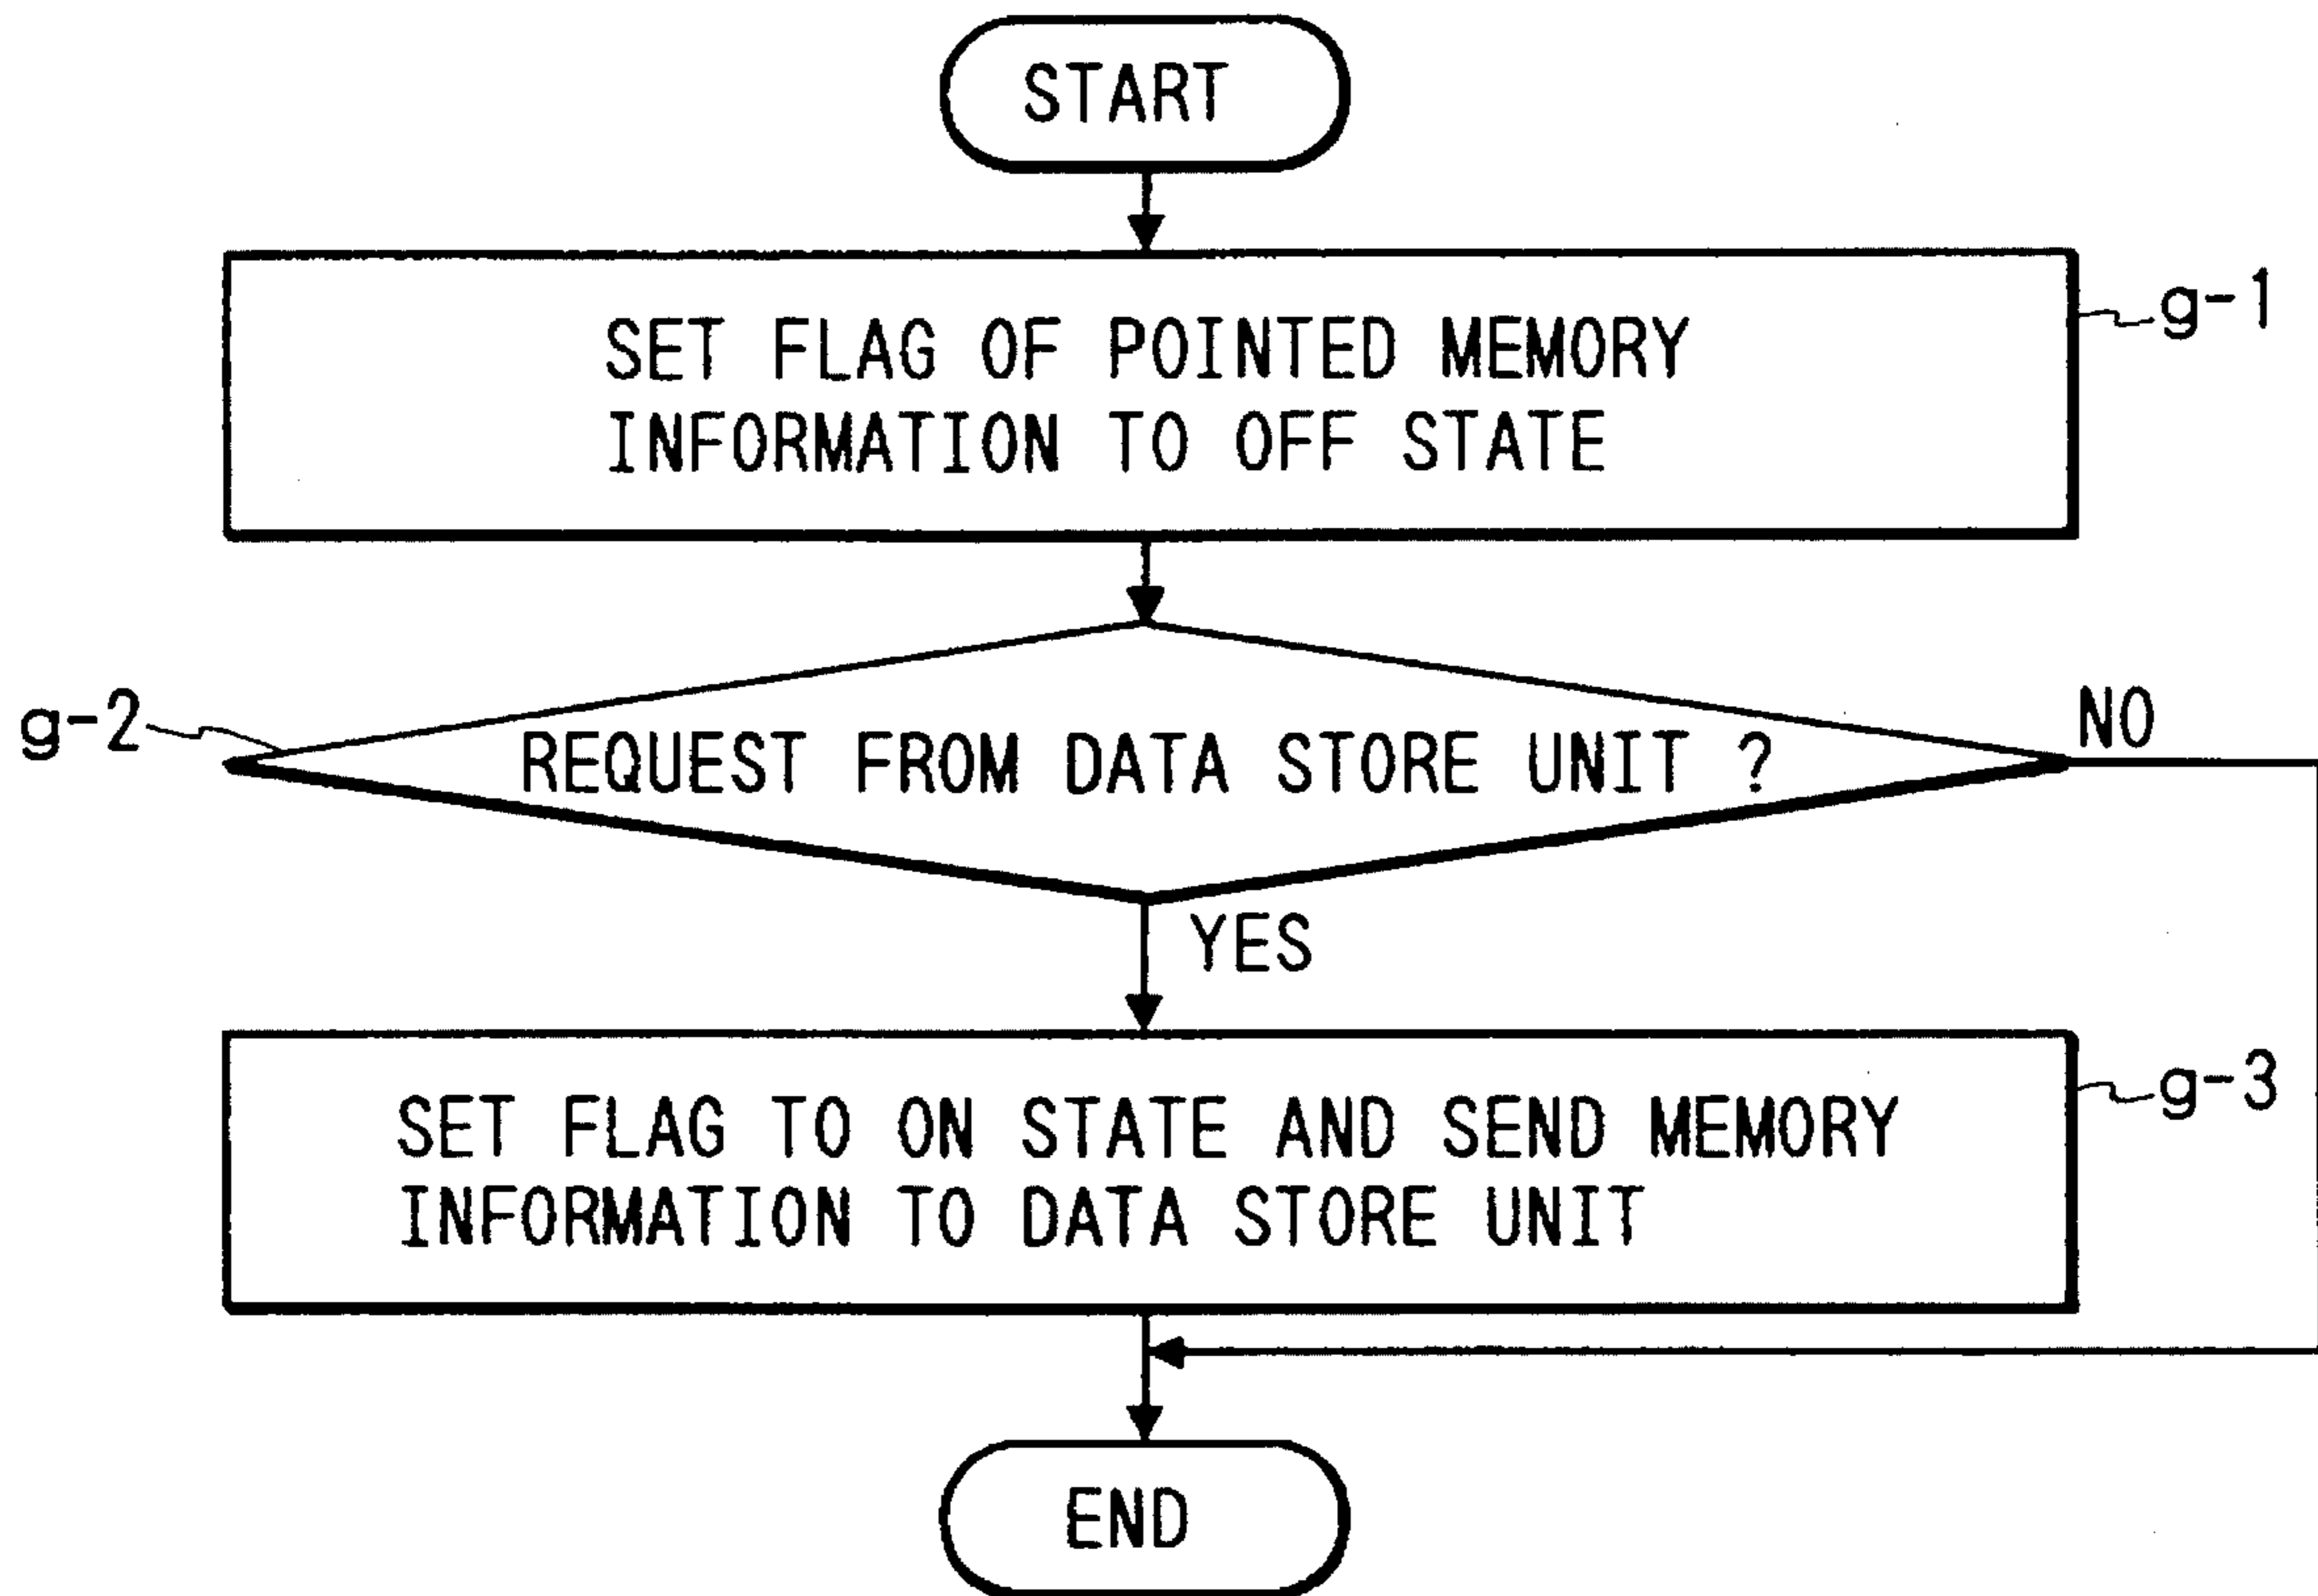 START
SET FLAG OF POINTED MEMORY
INFORMATION TO OFF STATE
g-1
g-2
REQUEST FROM DATA STORE UNIT ?
NO
YES
SET FLAG TO ON STATE AND SEND MEMORY
INFORMATION TO DATA STORE UNIT
g-3
END